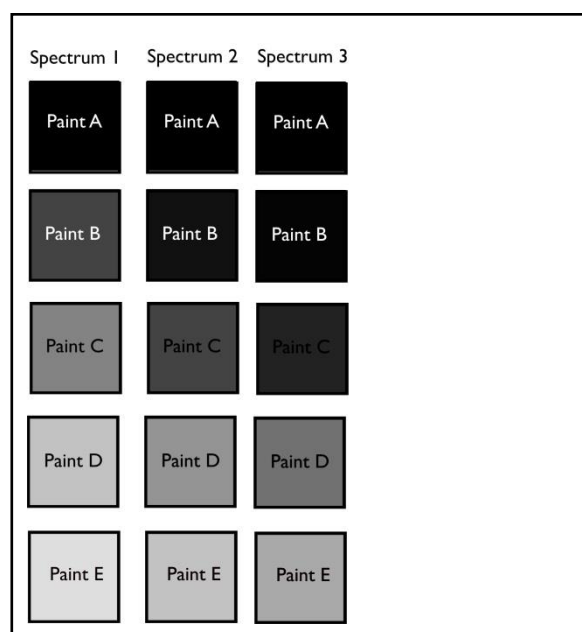 Spectrum 1 Spectrum 2 Spectrum 3
Paint A Paint A Paint A
Paint B Paint B Paint B
Paint C Paint C Paint C
Paint D Paint D Paint D
Paint E Paint E Paint E